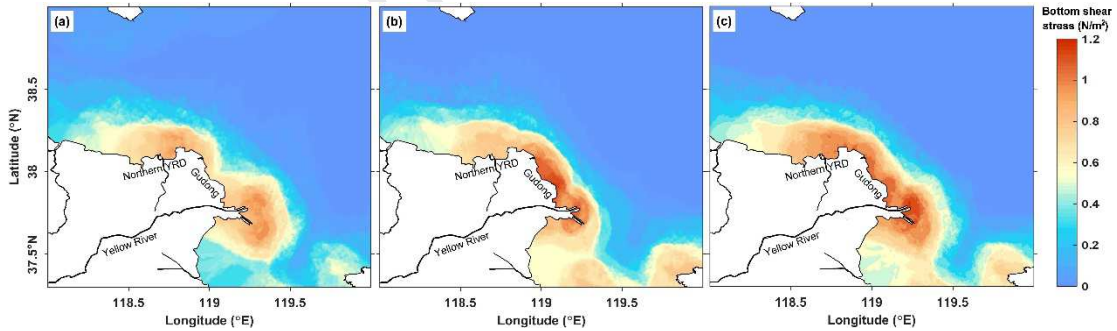 (a)
(b)
(c)
Bottom shear
stress (N/m²)
1.2
1
0.8
0.6
0.4
0.2
0
Latitude (°N)
38.5
38
37.5°N
Northern YRD
Gudong
Yellow River
Northern YRD
Gudong
Yellow River
Northern YRD
Gudong
Yellow River
118.5
119
119.5
118.5
119
119.5
118.5
119
119.5
Longitude (°E)
Longitude (°E)
Longitude (°E)